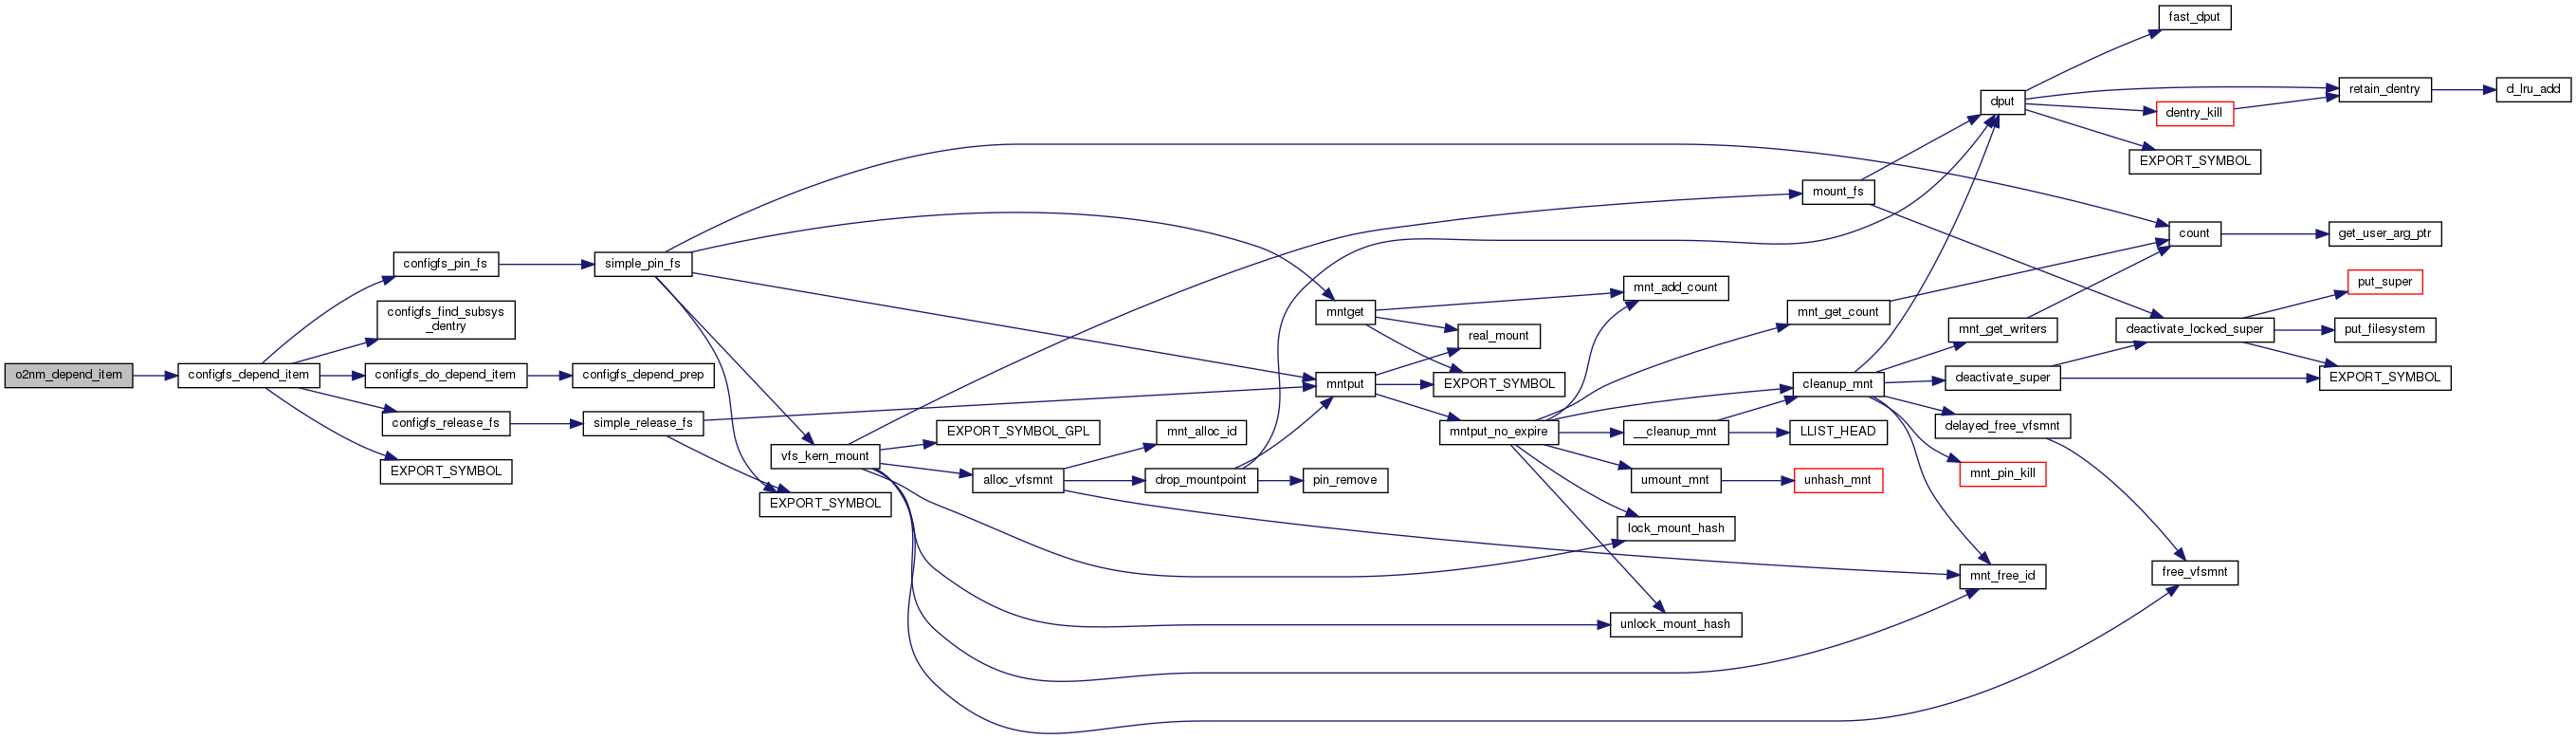 o2nm_depend_item
configfs_depend_item
configfs_pin_fs
configfs_find_subsys
_dentry
configfs_do_depend_item
configfs_release_fs
EXPORT_SYMBOL
configfs_depend_prep
simple_pin_fs
simple_release_fs
vfs_kern_mount
EXPORT_SYMBOL
EXPORT_SYMBOL_GPL
alloc_vfsmnt
mnt_alloc_id
drop_mountpoint
pin_remove
mntget
mntput
real_mount
EXPORT_SYMBOL
mntput_no_expire
mnt_add_count
__cleanup_mnt
umount_mnt
lock_mount_hash
unlock_mount_hash
mount_fs
mnt_get_count
cleanup_mnt
LLIST_HEAD
unhash_mnt
dput
mnt_get_writers
deactivate_super
delayed_free_vfsmnt
mnt_pin_kill
mnt_free_id
fast_dput
dentry_kill
EXPORT_SYMBOL
count
deactivate_locked_super
free_vfsmnt
retain_dentry
get_user_arg_ptr
put_super
put_filesystem
EXPORT_SYMBOL
d_lru_add